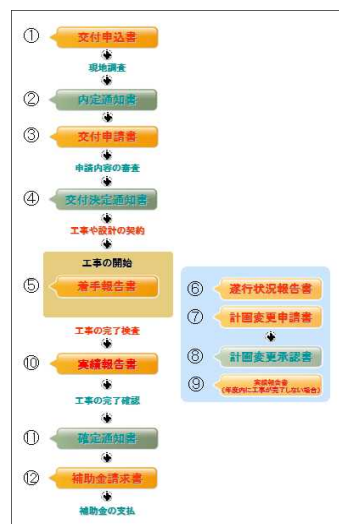 ① 交付申込書
現地調査
② 内定通知書
③ 交付申請書
申請内容の審査
④ 交付決定通知書
工事や設計の契約
工事の開始
⑤ 着手報告書
工事の完了検査
⑩ 実績報告書
工事の完了確認
⑪ 確定通知書
⑫ 補助金請求書
補助金の支払
⑥ 遂行状況報告書
⑦ 計画変更申請書
⑧ 計画変更承認書
⑨ 実績報告書
(年度内に工事が完了しない場合)